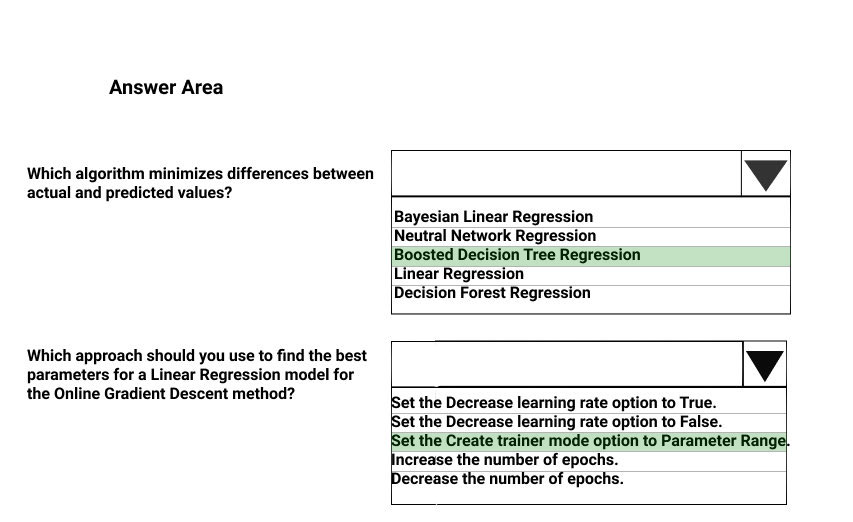 Answer Area
Which algorithm minimizes differences between
actual and predicted values?
Bayesian Linear Regression
Neutral Network Regression
Boosted Decision Tree Regression
Linear Regression
Decision Forest Regression
Which approach should you use to find the best
parameters for a Linear Regression model for
the Online Gradient Descent method?
Set the Decrease learning rate option to True.
Set the Decrease learning rate option to False.
Set the Create trainer mode option to Parameter Range.
Increase the number of epochs.
Decrease the number of epochs.